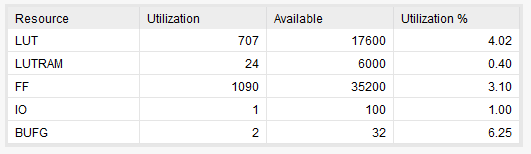 Resource Utilization Available Utilization %
LUT 707 17600 4.02
LUTRAM 24 6000 0.40
FF 1090 35200 3.10
IO 1 100 1.00
BUFG 2 32 6.25